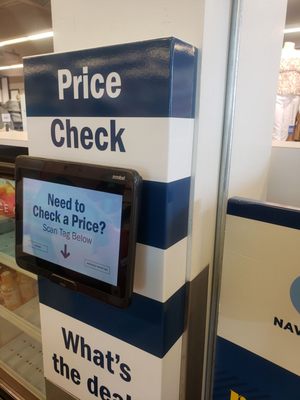 Price
Check
Need to
Check a Price?
Scan Tag Below
What's
the deal
NAV